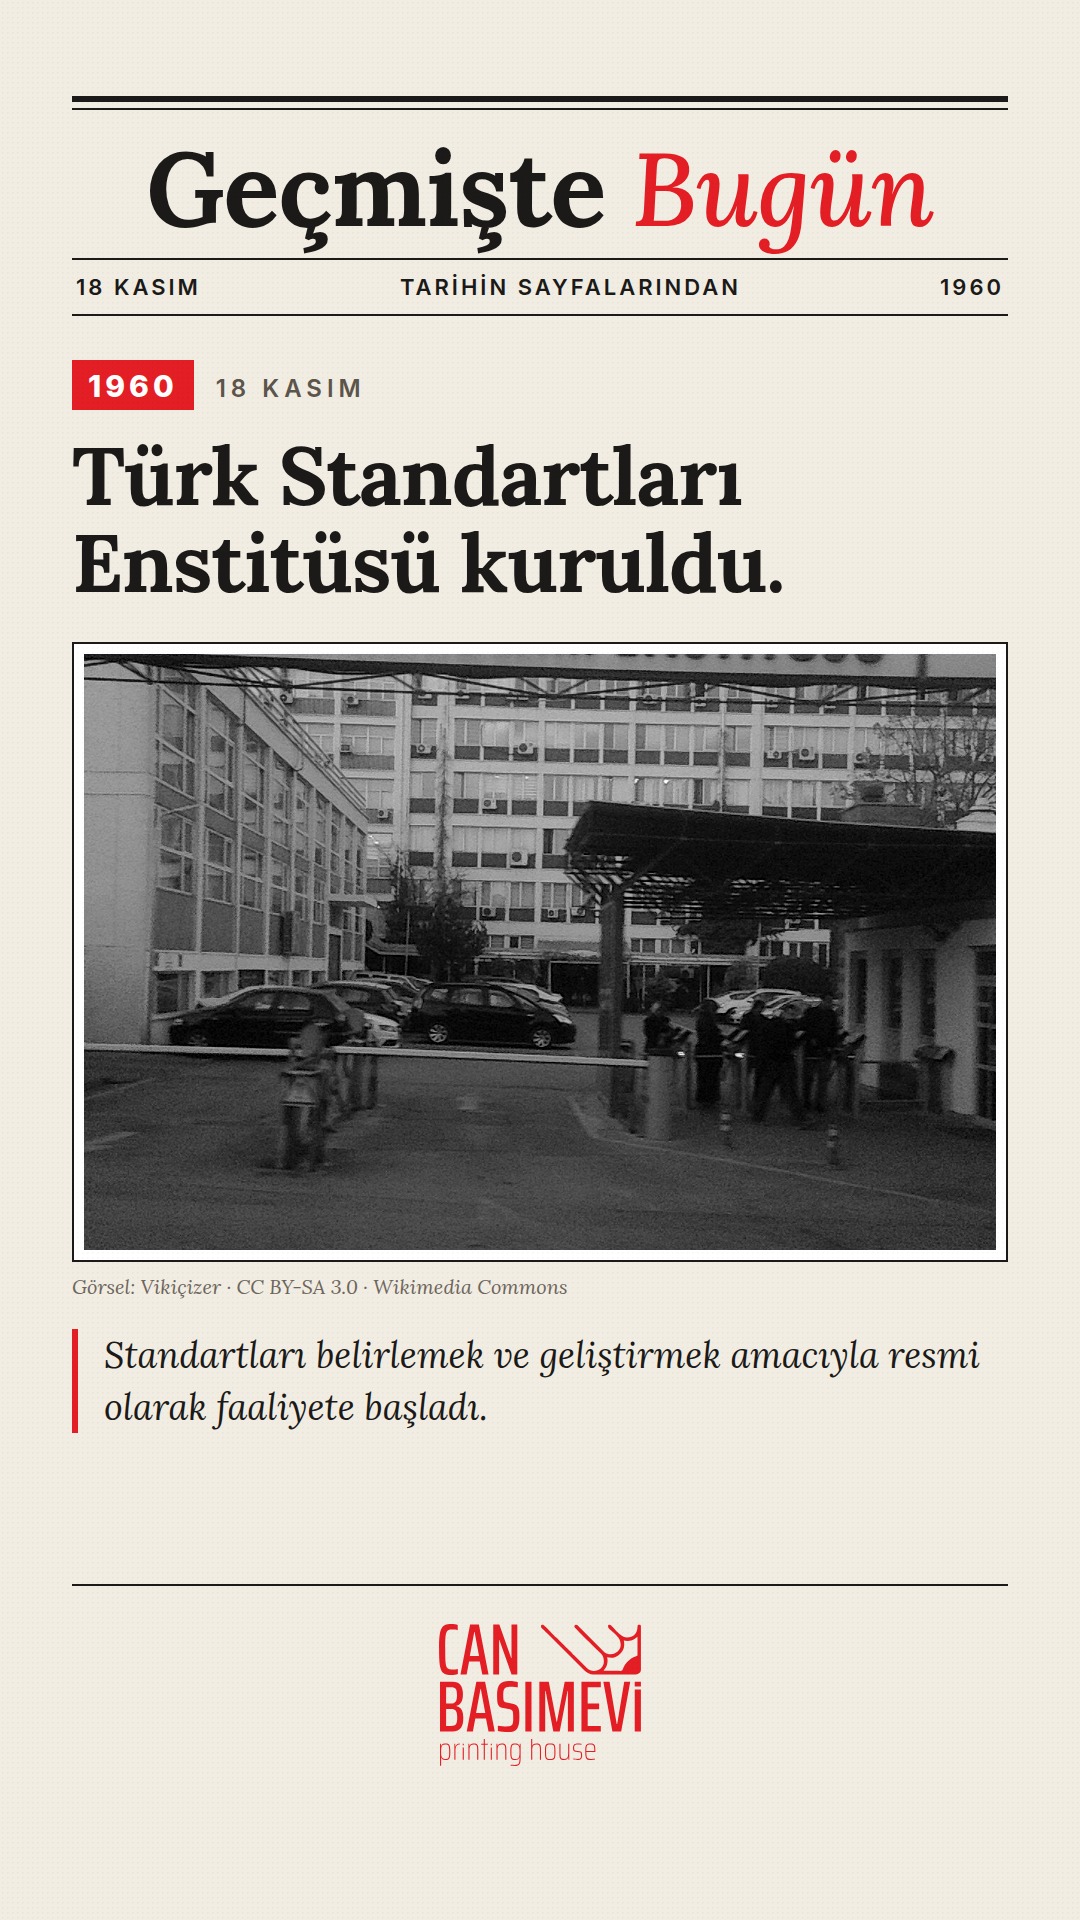 Geçmişte Bugün
18 KASIM TARİHİN SAYFALARINDAN 1960
1960 18 KASIM
Türk Standartları
Enstitüsü kuruldu.
Görsel: Vikiçizer · CC BY-SA 3.0 · Wikimedia Commons
Standartları belirlemek ve geliştirmek amacıyla resmi
olarak faaliyete başladı.
CAN
BASIMEVi
printing house